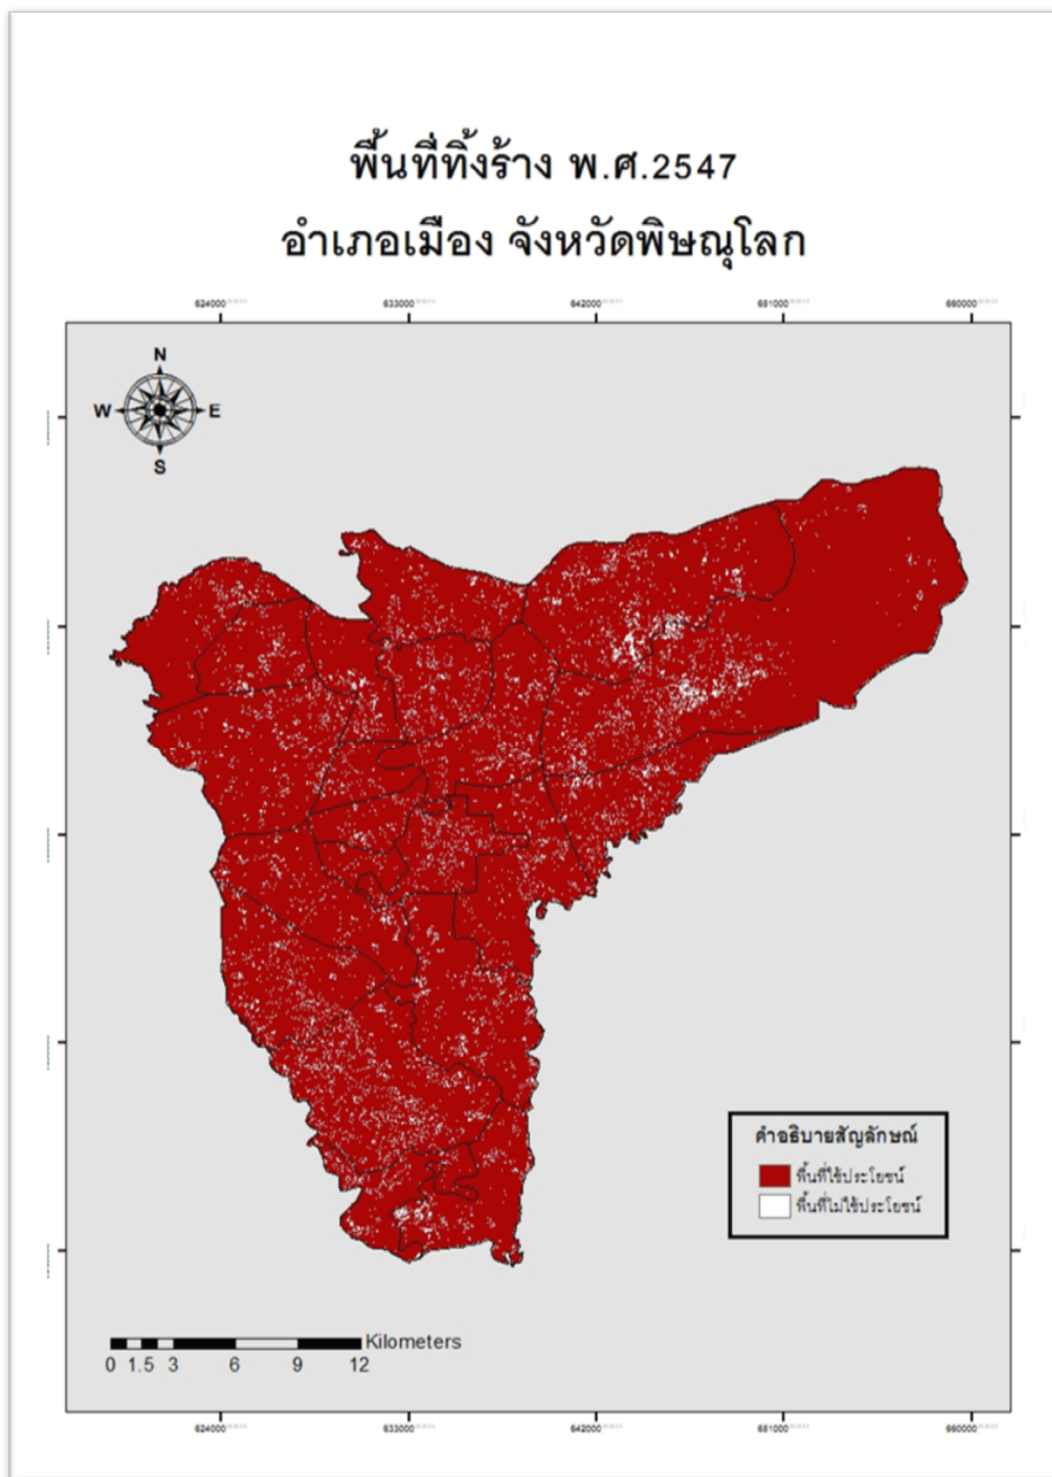 พื้นที่ทิ้งร้าง พ.ศ.2547
อำเภอเมือง จังหวัดพิษณุโลก
624000 633000 642000 651000 660000
N
W E
S
คำอธิบายสัญลักษณ์
พื้นที่ใช้ประโยชน์
พื้นที่ไม่ใช้ประโยชน์
Kilometers
0 1.5 3 6 9 12
624000 633000 642000 651000 660000